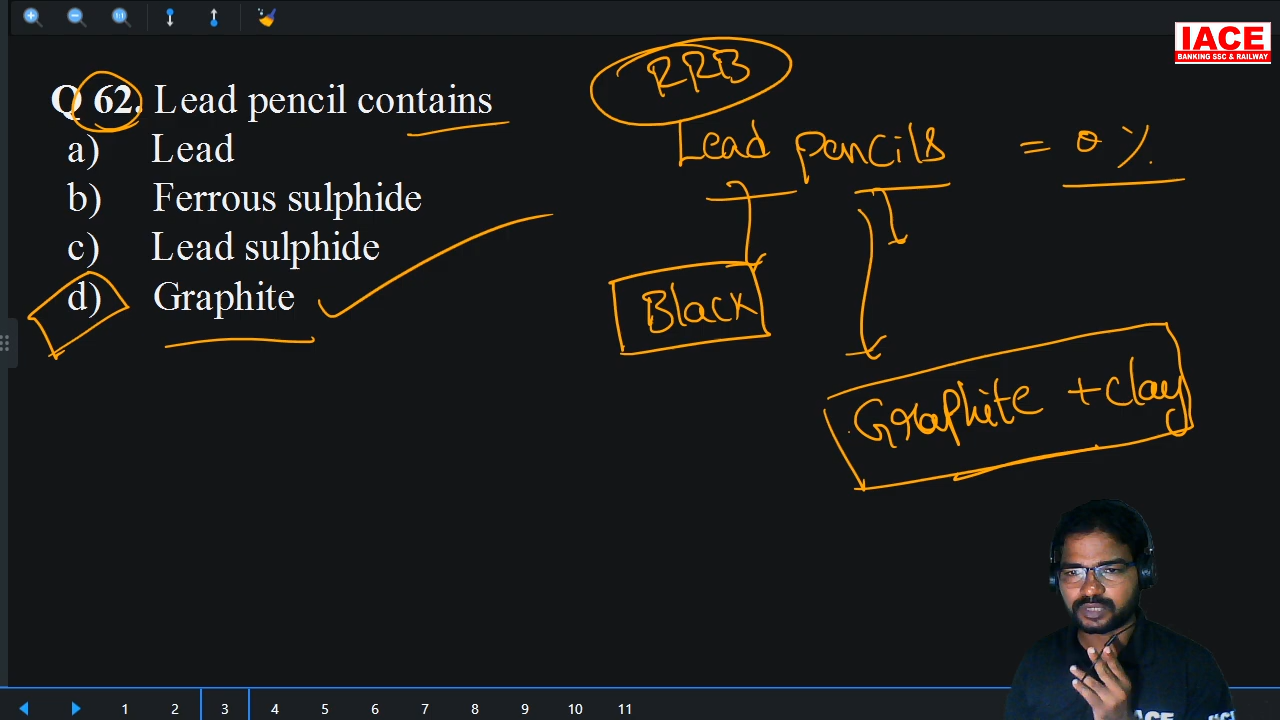 IACE
BANKING SSC & RAILWAY
RRB
Q 62. Lead pencil contains
a) Lead
b) Ferrous sulphide
c) Lead sulphide
d) Graphite
Lead pencils = 0 %.
Black
Graphite + clay
IACE
1 2 3 4 5 6 7 8 9 10 11